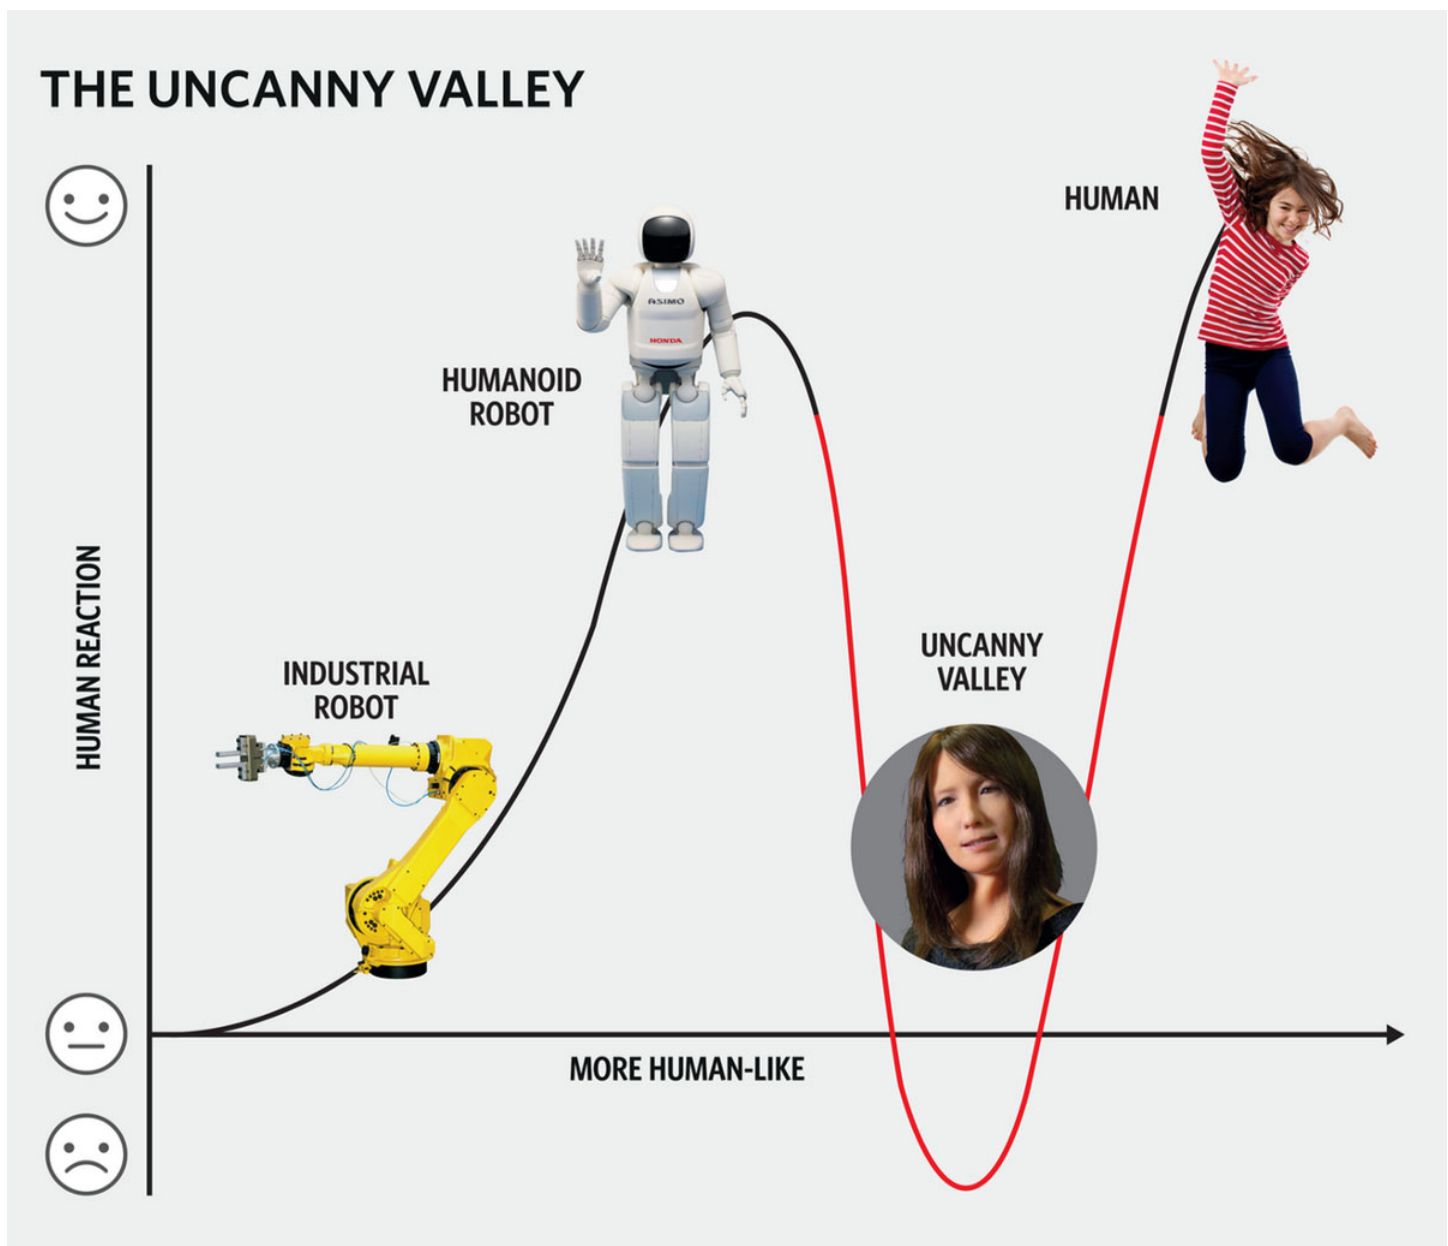 THE UNCANNY VALLEY
HUMAN
ASIMO
HONDA
HUMANOID
ROBOT
UNCANNY
VALLEY
INDUSTRIAL
ROBOT
HUMAN REACTION
MORE HUMAN-LIKE